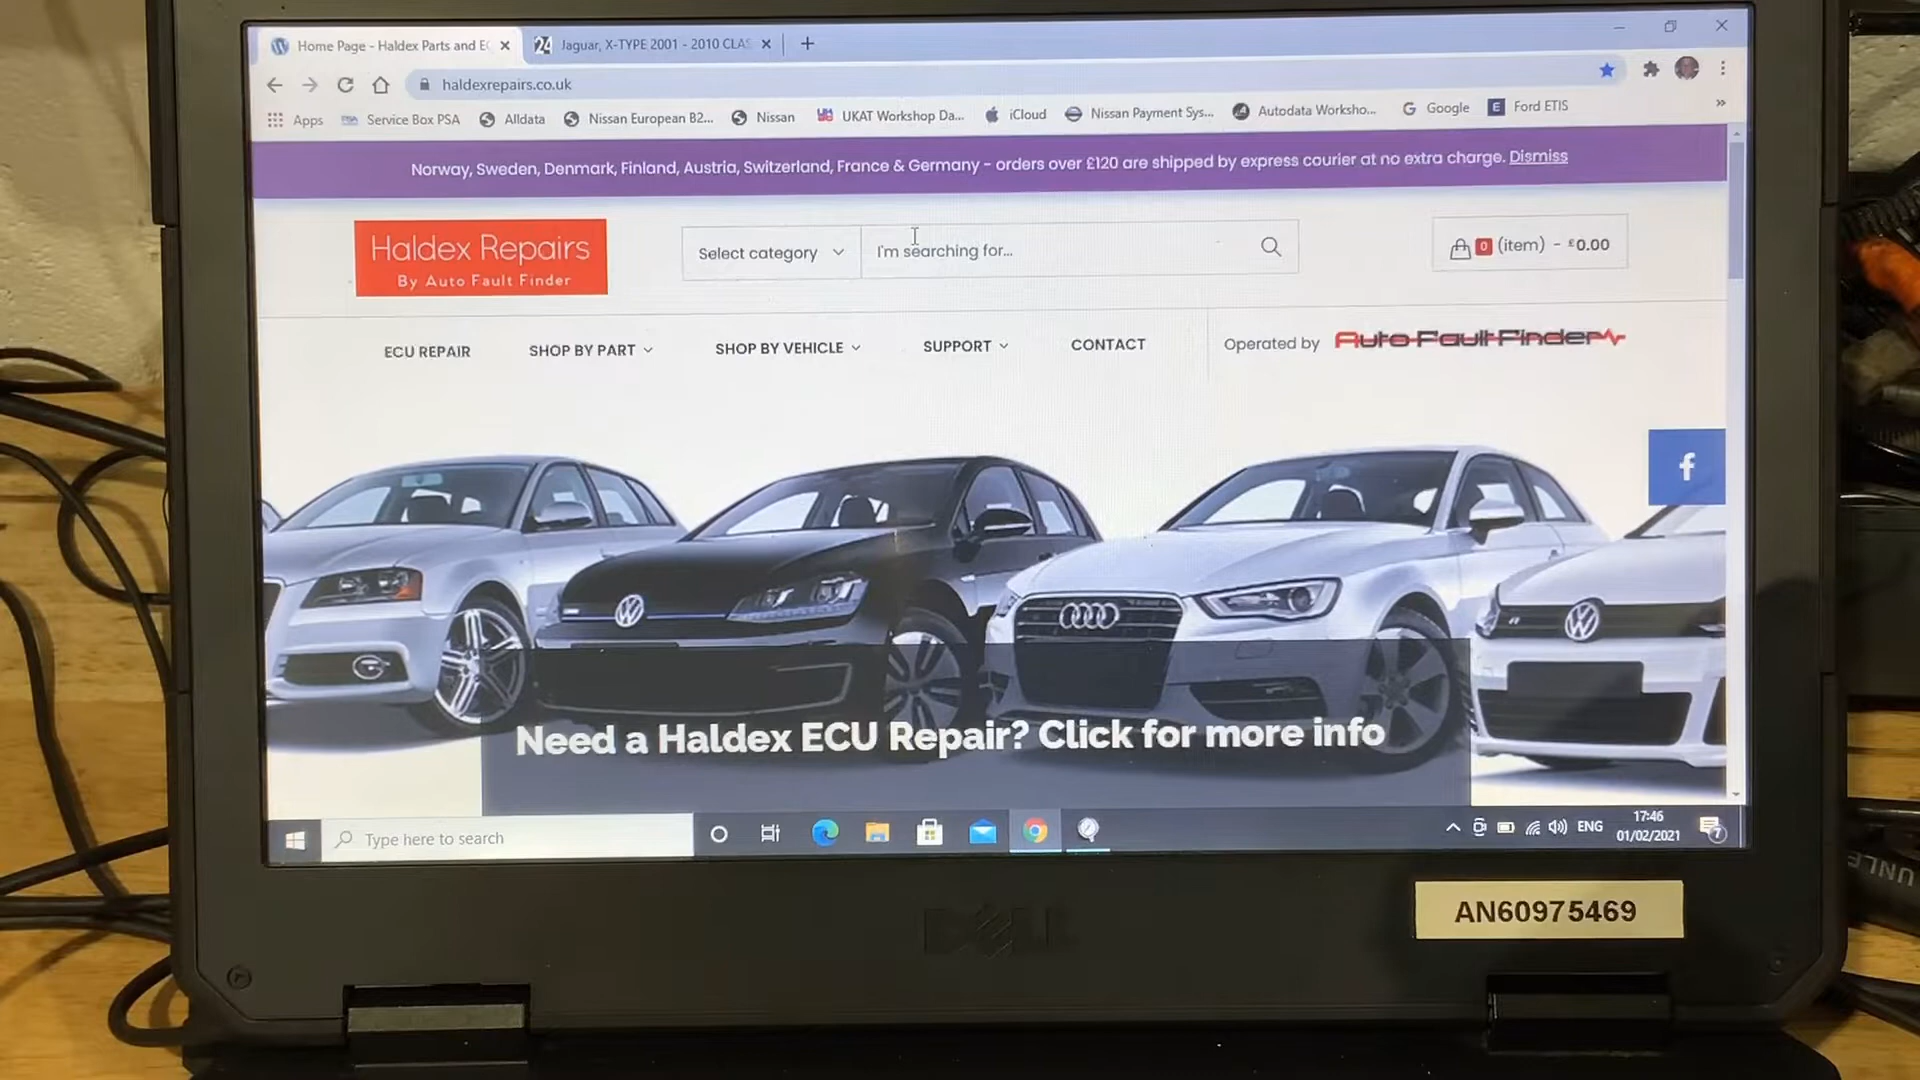 Home Page - Haldex Parts and EC
24 Jaguar, X-TYPE 2001 - 2010 CLAS
haldexrepairs.co.uk
Apps Service Box PSA Alldata Nissan European B2... Nissan UKAT Workshop Da... iCloud Nissan Payment Sys... Autodata Worksho... G Google E Ford ETIS »
Norway, Sweden, Denmark, Finland, Austria, Switzerland, France & Germany - orders over £120 are shipped by express courier at no extra charge. Dismiss
Haldex Repairs
By Auto Fault Finder
Select category
I'm searching for...
0 (item) - £0.00
ECU REPAIR SHOP BY PART SHOP BY VEHICLE SUPPORT CONTACT
Operated by Auto Fault Finder
f
Need a Haldex ECU Repair? Click for more info
Type here to search
ENG
17:46
01/02/2021
7
AN60975469
DELL